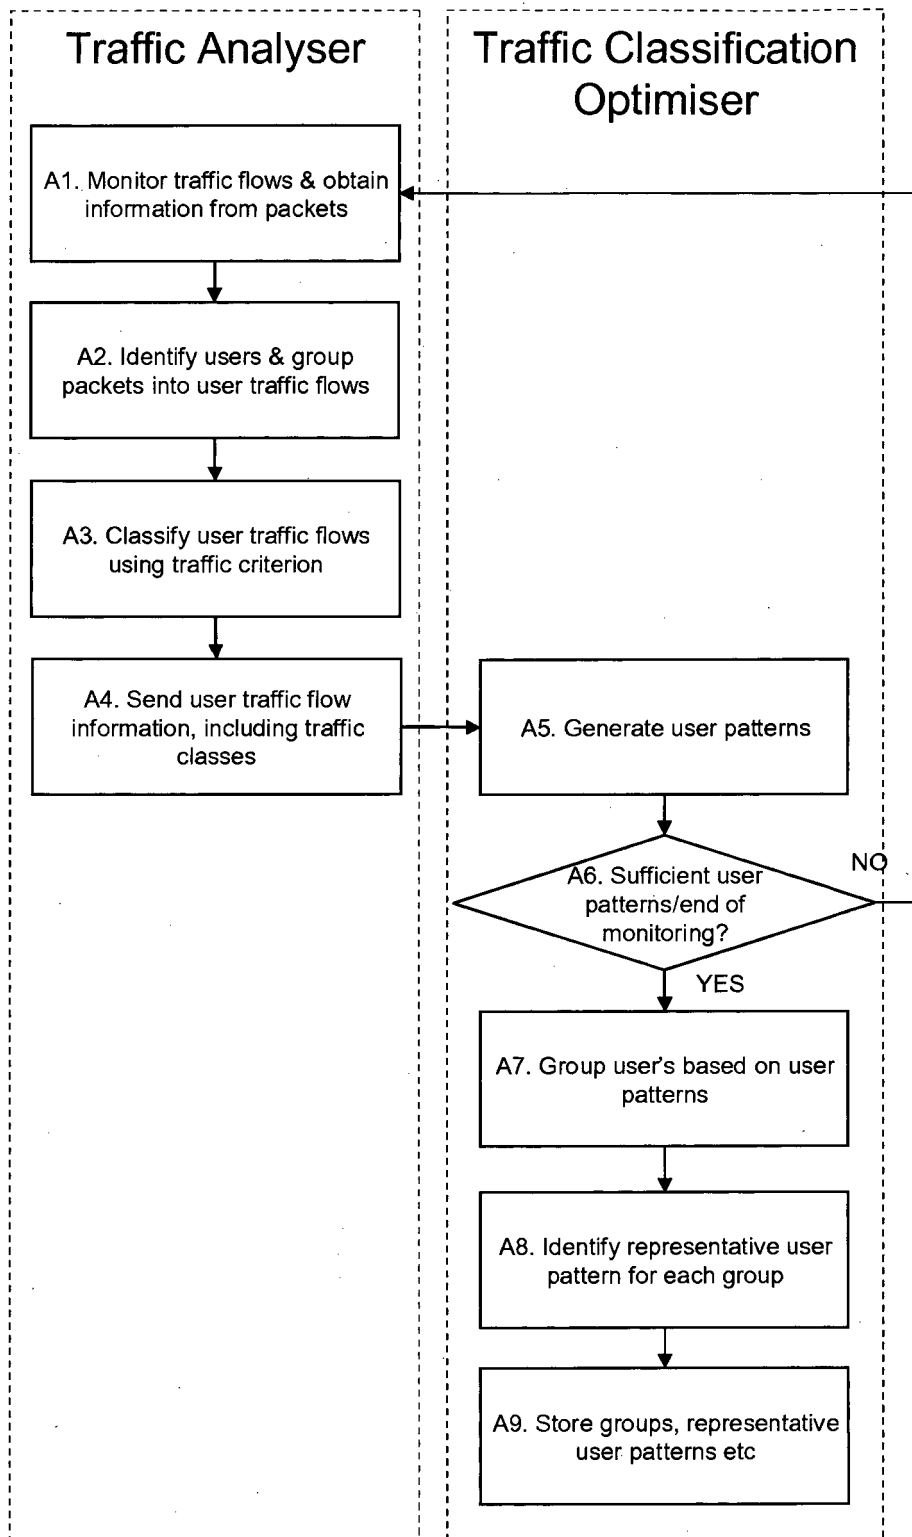 Traffic Analyser
Traffic Classification
Optimiser
A1. Monitor traffic flows & obtain
information from packets
A2. Identify users & group
packets into user traffic flows
A3. Classify user traffic flows
using traffic criterion
A4. Send user traffic flow
information, including traffic
classes
A5. Generate user patterns
A6. Sufficient user
patterns/end of
monitoring?
NO
YES
A7. Group user's based on user
patterns
A8. Identify representative user
pattern for each group
A9. Store groups, representative
user patterns etc